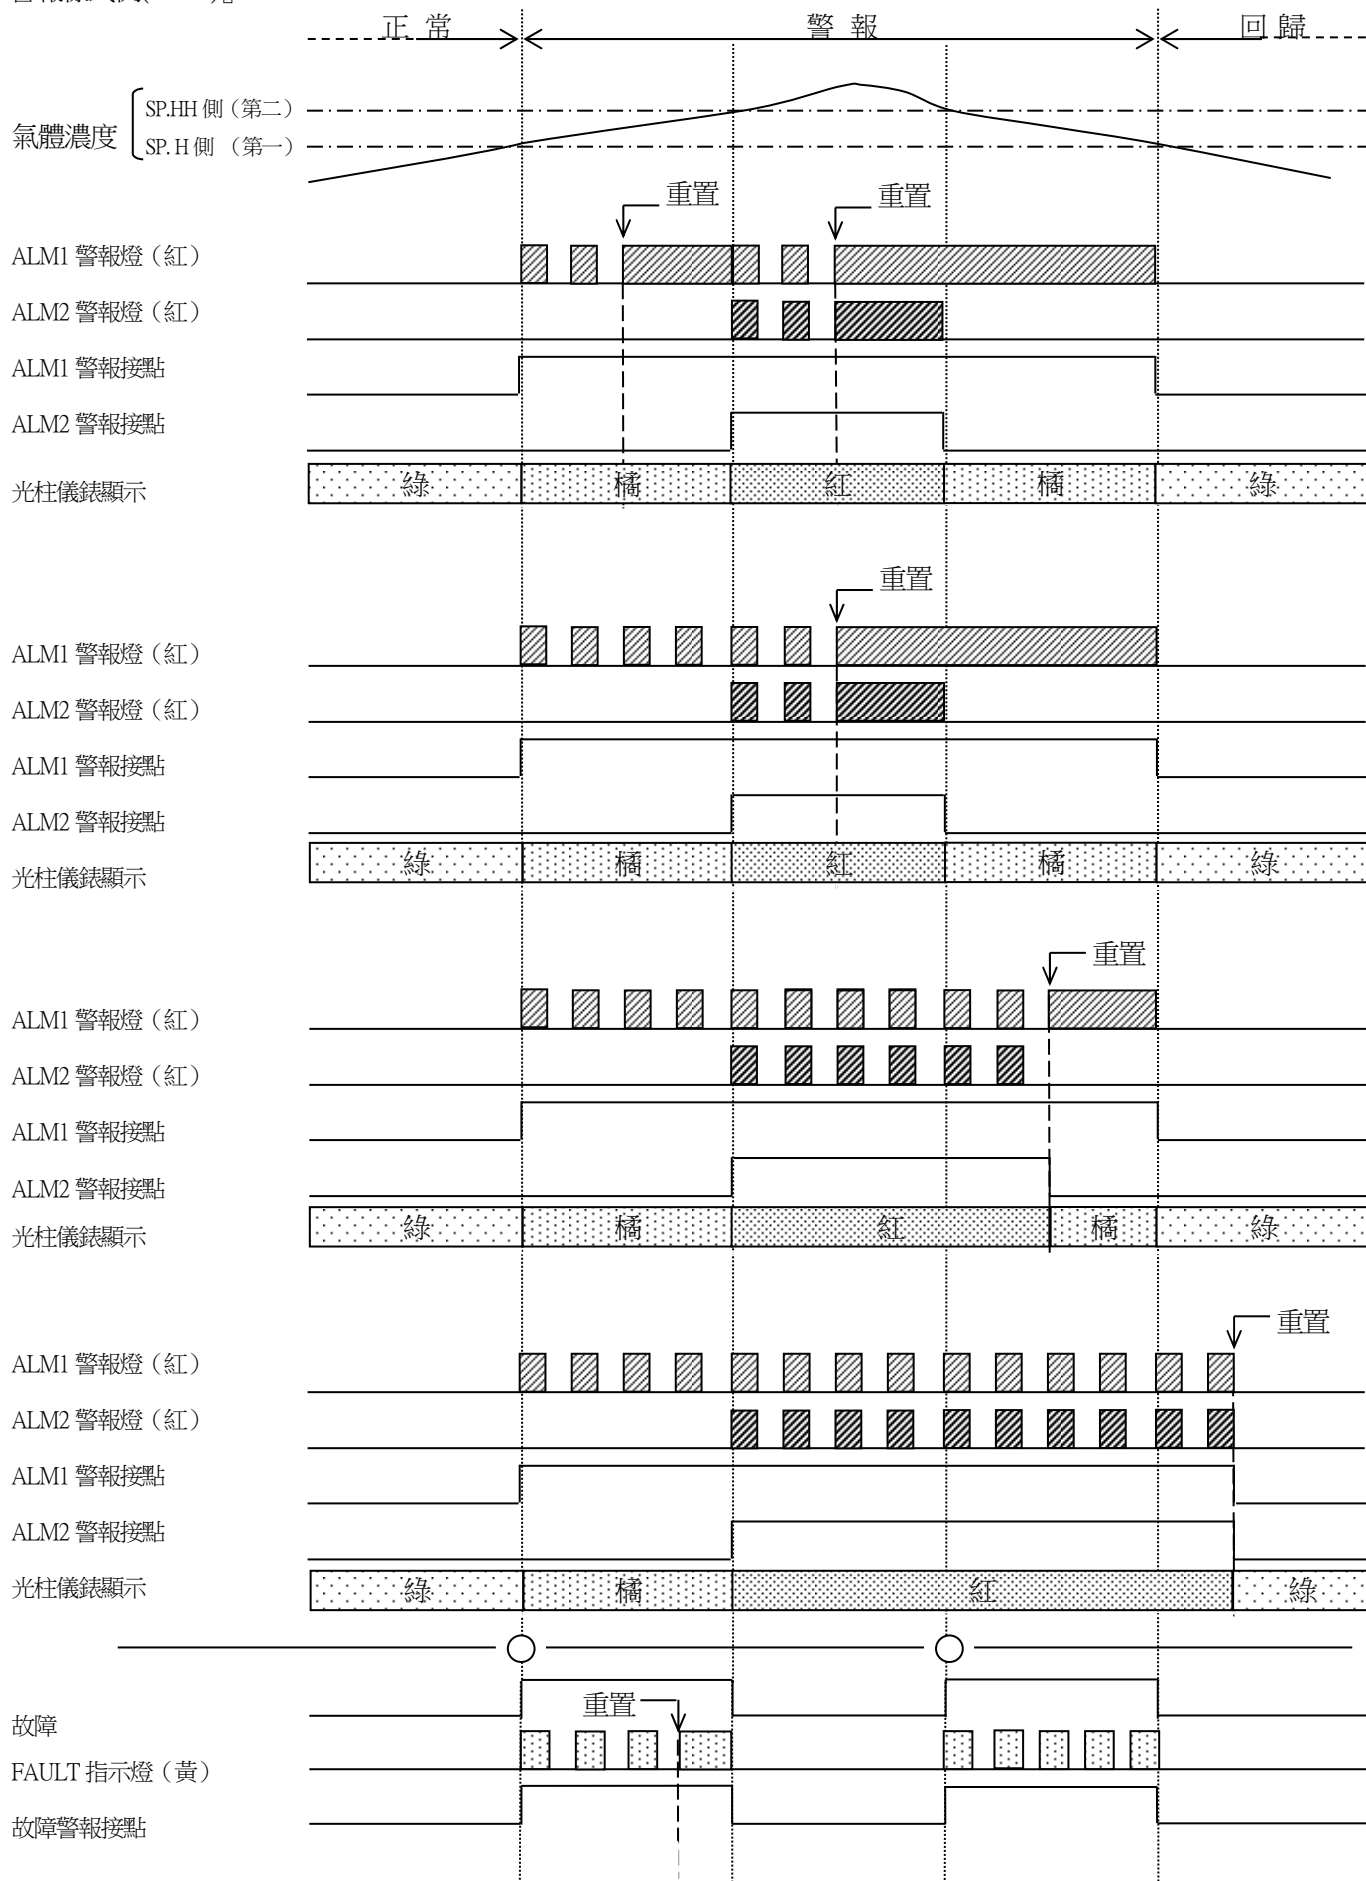 正 常 警 報 回 歸
SP.HH 側（第二）
氣體濃度
SP. H 側 （第一）
重置 重置
ALM1 警報燈（紅）
ALM2 警報燈（紅）
ALM1 警報接點
ALM2 警報接點
光柱儀錶顯示 綠 橘 紅 橘 綠
重置
ALM1 警報燈（紅）
ALM2 警報燈（紅）
ALM1 警報接點
ALM2 警報接點
光柱儀錶顯示 綠 橘 紅 橘 綠
重置
ALM1 警報燈（紅）
ALM2 警報燈（紅）
ALM1 警報接點
ALM2 警報接點
光柱儀錶顯示 綠 橘 紅 橘 綠
重置
ALM1 警報燈（紅）
ALM2 警報燈（紅）
ALM1 警報接點
ALM2 警報接點
光柱儀錶顯示 綠 橘 紅 綠
重置
故障
FAULT 指示燈（黃）
故障警報接點